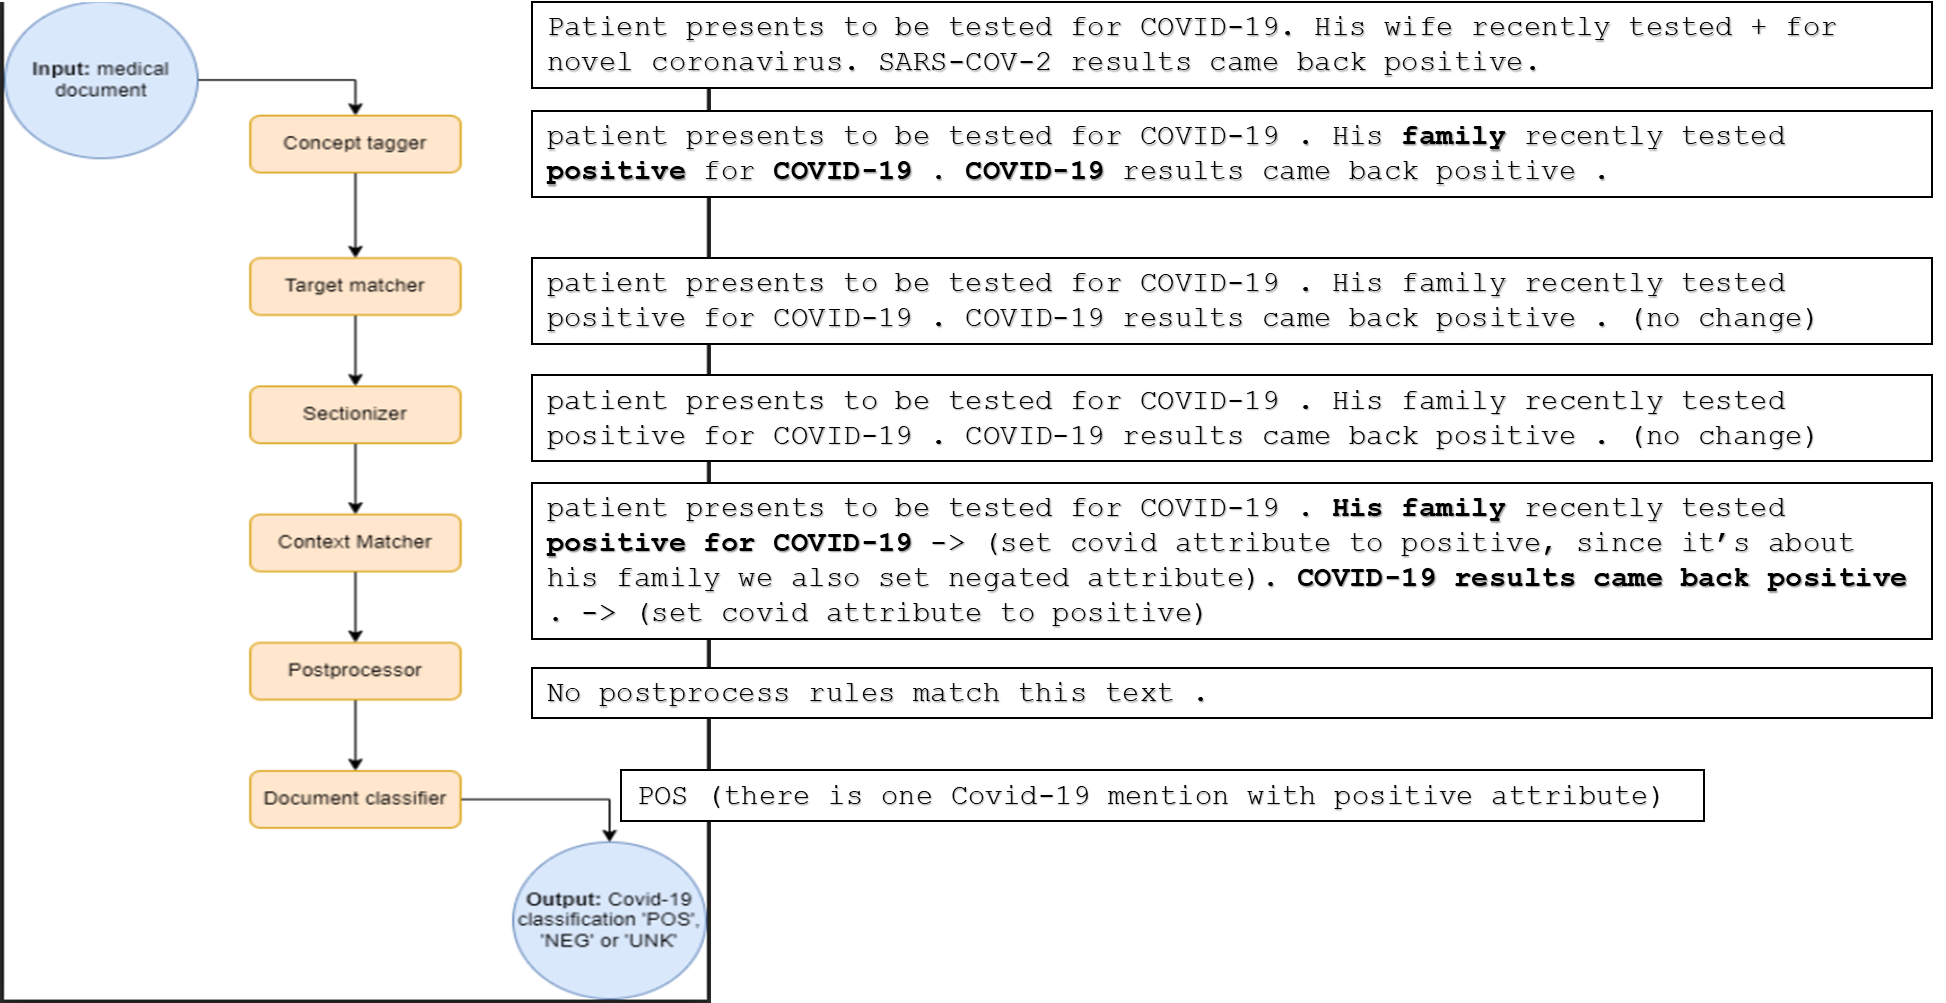 Input: medical
document
Patient presents to be tested for COVID-19. His wife recently tested + for
novel coronavirus. SARS-COV-2 results came back positive.
Concept tagger
patient presents to be tested for COVID-19 . His family recently tested
positive for COVID-19 . COVID-19 results came back positive .
Target matcher
patient presents to be tested for COVID-19 . His family recently tested
positive for COVID-19 . COVID-19 results came back positive . (no change)
Sectionizer
patient presents to be tested for COVID-19 . His family recently tested
positive for COVID-19 . COVID-19 results came back positive . (no change)
Context Matcher
patient presents to be tested for COVID-19 . His family recently tested
positive for COVID-19 -> (set covid attribute to positive, since it’s about
his family we also set negated attribute). COVID-19 results came back positive
. -> (set covid attribute to positive)
Postprocessor
No postprocess rules match this text .
Document classifier
POS (there is one Covid-19 mention with positive attribute)
Output: Covid-19
classification 'POS',
'NEG' or 'UNK'